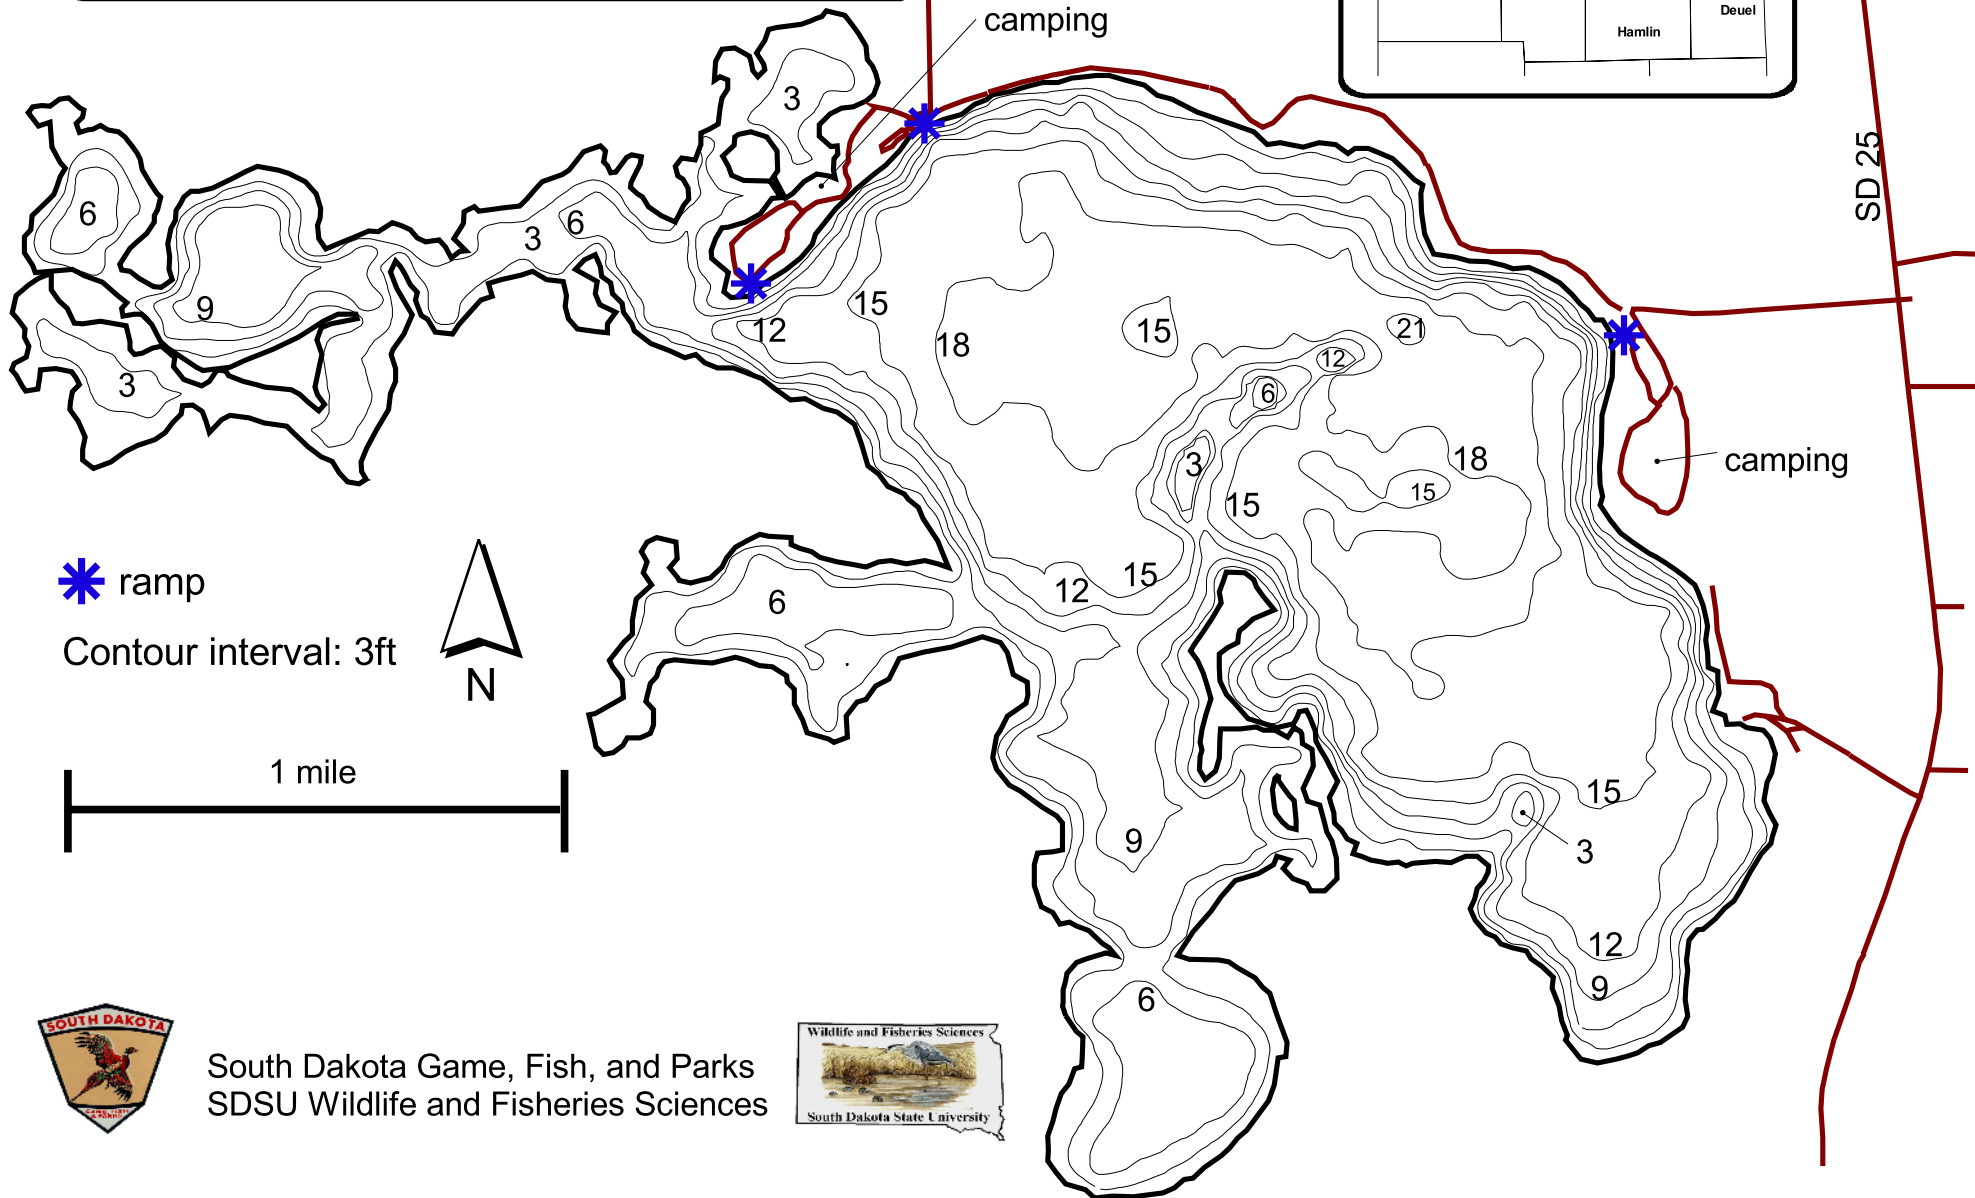 camping
Deuel
Hamlin
3
SD 25
6
6
3
9
15
12
18
15
21
12
6
3
3
18
15
15
camping
ramp
15
12
6
Contour interval: 3ft
N
1 mile
15
9
3
12
9
6
SOUTH DAKOTA
GAME, FISH
& PARKS
South Dakota Game, Fish, and Parks
SDSU Wildlife and Fisheries Sciences
Wildlife and Fisheries Sciences
South Dakota State University